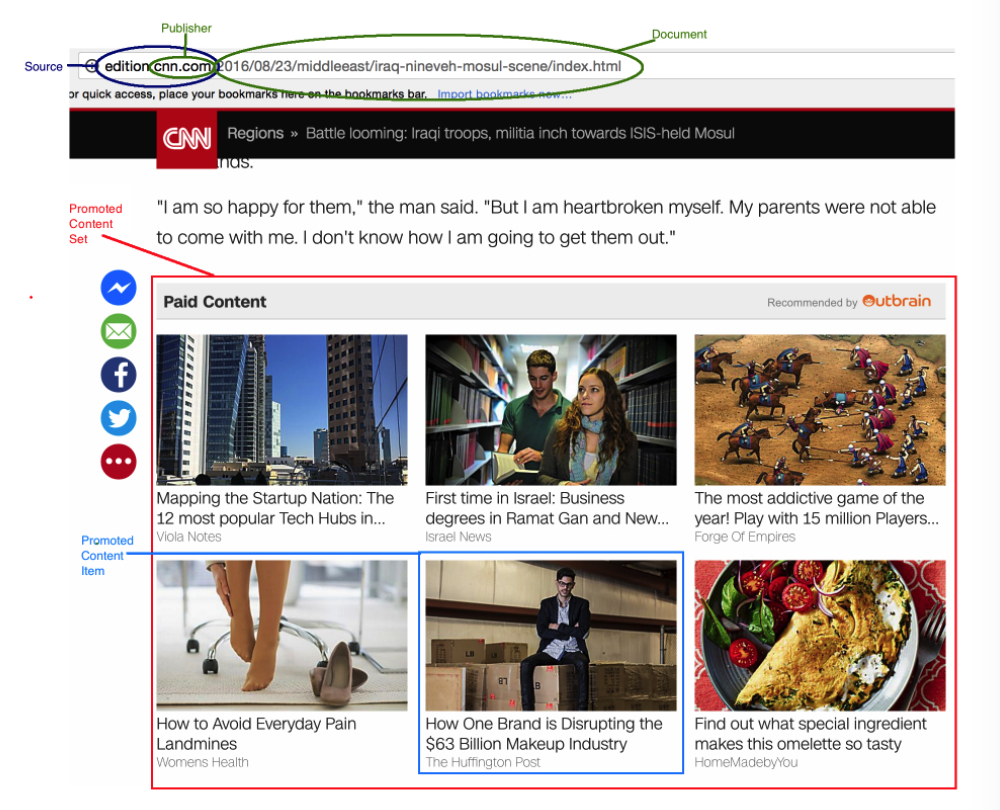 Publisher
Document
Source
edition.cnn.com/2016/08/23/middleeast/iraq-nineveh-mosul-scene/index.html
or quick access, place your bookmarks here on the bookmarks bar. Import bookmarks now...
CNN Regions » Battle looming: Iraqi troops, militia inch towards ISIS-held Mosul
nds.
"I am so happy for them," the man said. "But I am heartbroken myself. My parents were not able
to come with me. I don't know how I am going to get them out."
Promoted
Content
Set
Paid Content
Recommended by Outbrain
Mapping the Startup Nation: The
12 most popular Tech Hubs in...
Viola Notes
First time in Israel: Business
degrees in Ramat Gan and New...
Israel News
The most addictive game of the
year! Play with 15 million Players...
Forge Of Empires
Promoted
Content
Item
LB
LB
How to Avoid Everyday Pain
Landmines
Womens Health
How One Brand is Disrupting the
$63 Billion Makeup Industry
The Huffington Post
Find out what special ingredient
makes this omelette so tasty
HomeMadebyYou